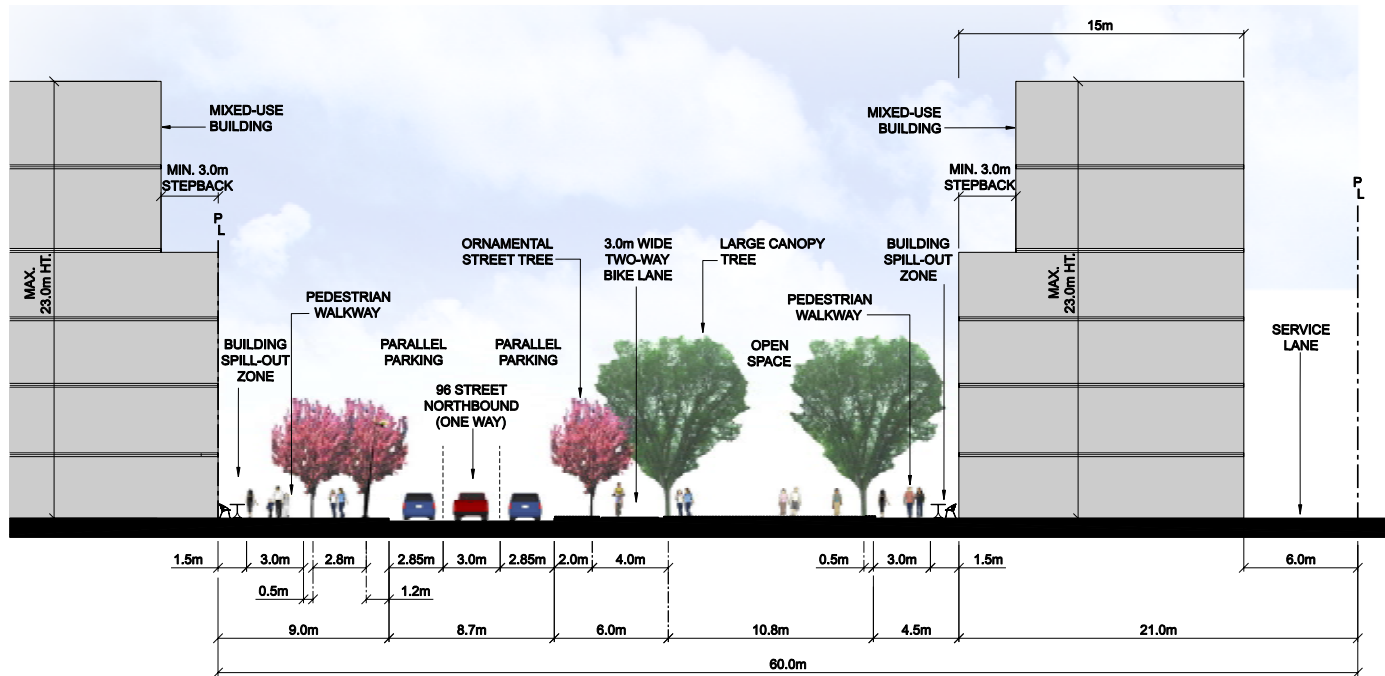 15m
MIXED-USE
BUILDING
MIXED-USE
BUILDING
MIN. 3.0m
STEPBACK
MIN. 3.0m
STEPBACK
P
L
P
L
MAX.
23.0m HT.
MAX.
23.0m HT.
ORNAMENTAL
STREET TREE
3.0m WIDE
TWO-WAY
BIKE LANE
LARGE CANOPY
TREE
BUILDING
SPILL-OUT
ZONE
PEDESTRIAN
WALKWAY
PEDESTRIAN
WALKWAY
BUILDING
SPILL-OUT
ZONE
PARALLEL
PARKING
PARALLEL
PARKING
OPEN
SPACE
SERVICE
LANE
96 STREET
NORTHBOUND
(ONE WAY)
1.5m
3.0m
2.8m
2.85m
3.0m
2.85m
2.0m
4.0m
0.5m
3.0m
1.5m
6.0m
0.5m
1.2m
9.0m
8.7m
6.0m
10.8m
4.5m
21.0m
60.0m